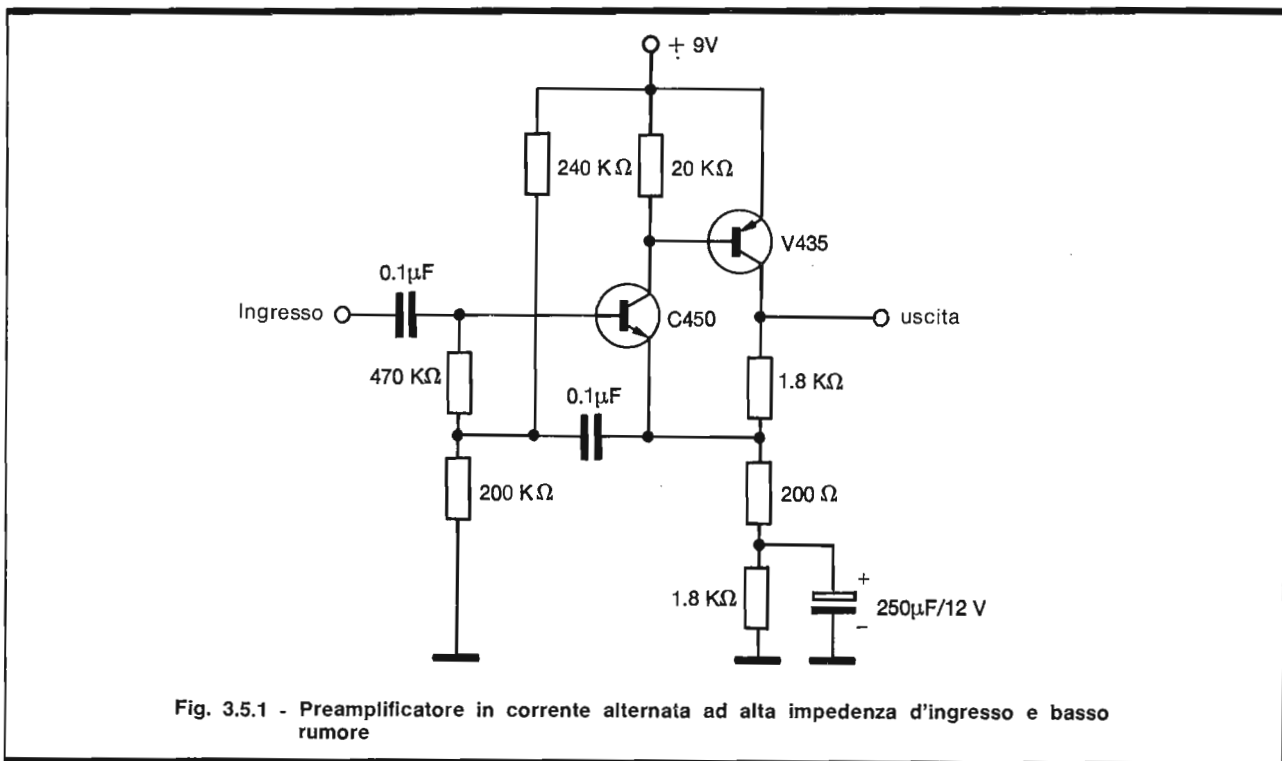 + 9V
240 KΩ
20 KΩ
V435
0.1µF
Ingresso
C450
uscita
470 KΩ
0.1µF
1.8 KΩ
200 KΩ
200 Ω
1.8 KΩ
+
250µF/12 V
−
Fig. 3.5.1 - Preamplificatore in corrente alternata ad alta impedenza d'ingresso e basso
rumore